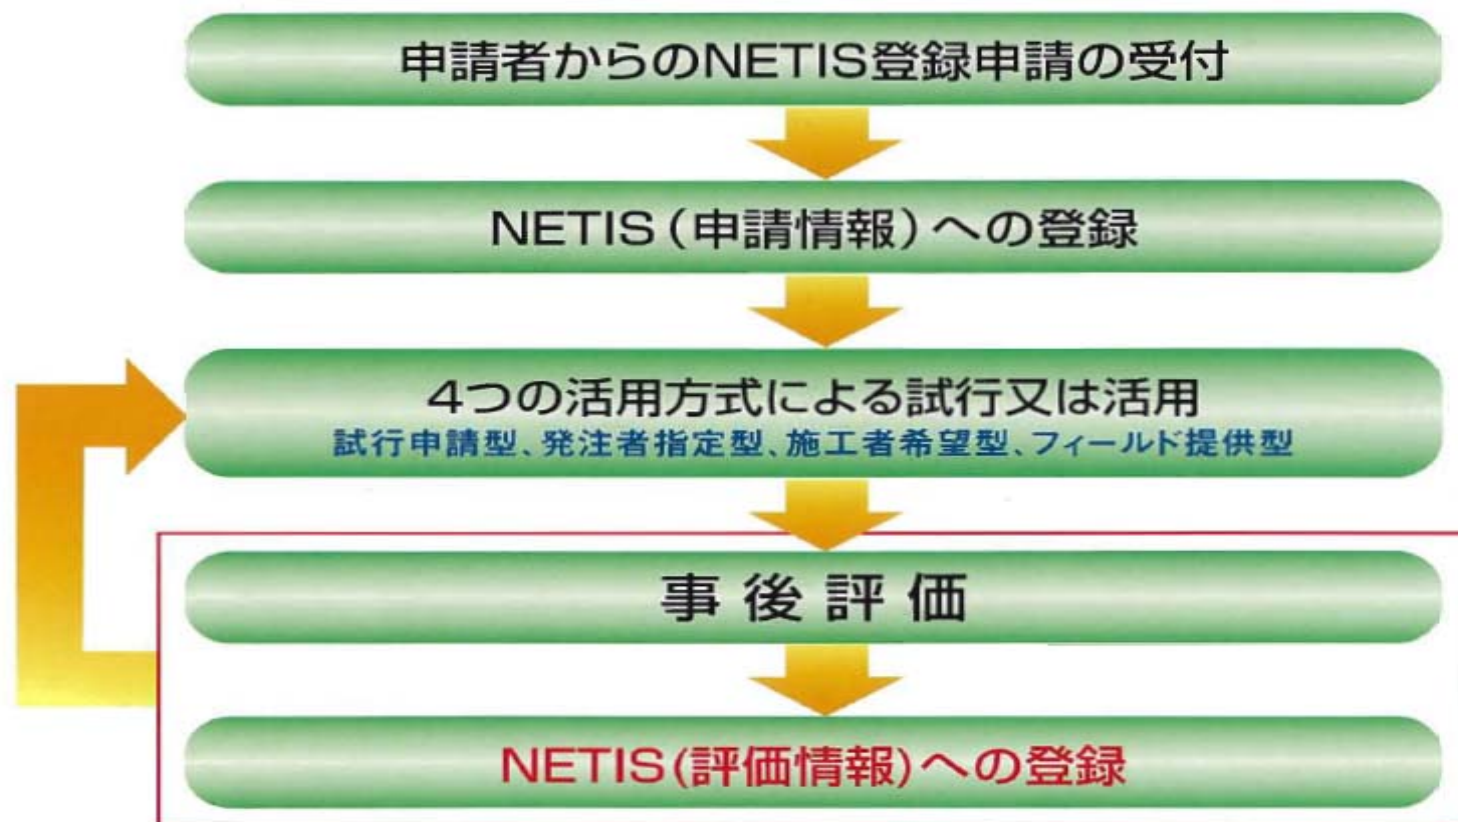 申請者からのNETIS登録申請の受付
NETIS(申請情報)への登録
4つの活用方式による試行又は活用
試行申請型、発注者指定型、施工者希望型、フィールド提供型
事後評価
NETIS(評価情報)への登録